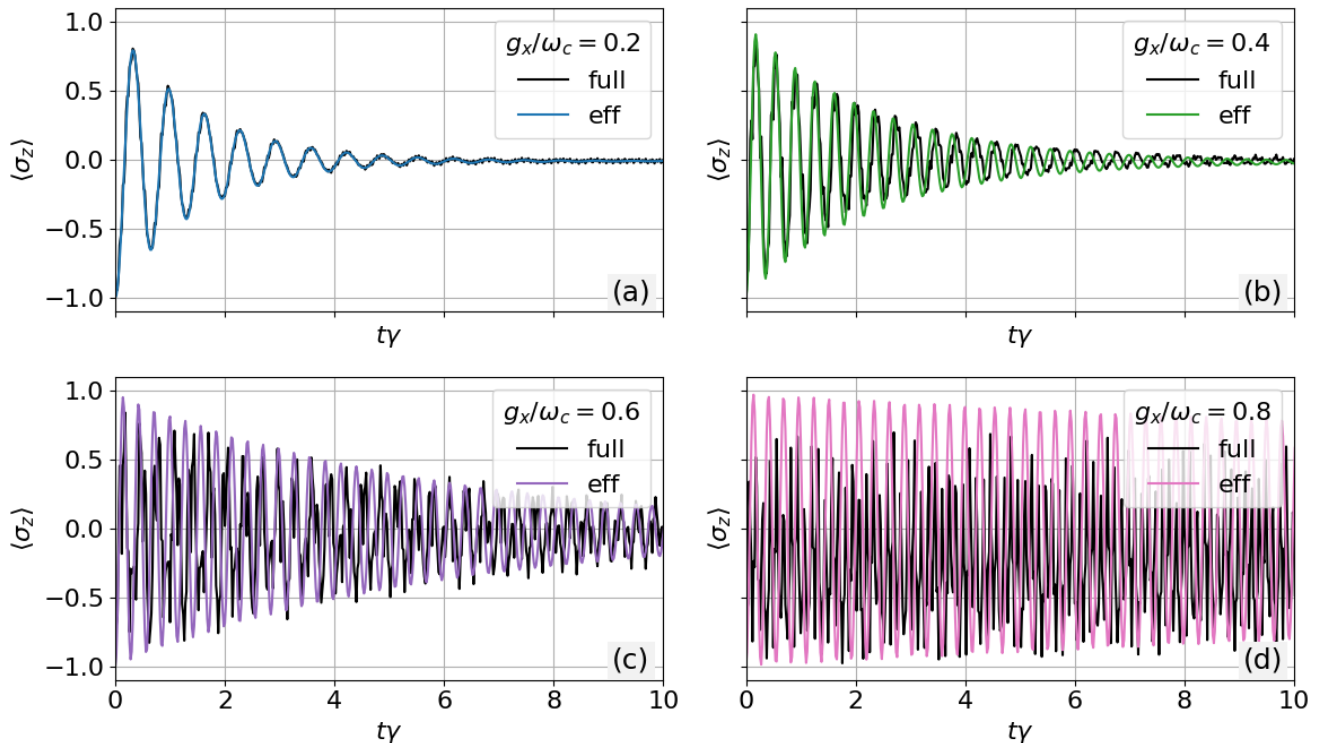 1.0
0.5
0.0
−0.5
−1.0
⟨σz⟩
gx/ωc = 0.2
full
eff
(a)
tγ
⟨σz⟩
gx/ωc = 0.4
full
eff
(b)
tγ
1.0
0.5
0.0
−0.5
−1.0
⟨σz⟩
gx/ωc = 0.6
full
eff
(c)
0 2 4 6 8 10
tγ
⟨σz⟩
gx/ωc = 0.8
full
eff
(d)
0 2 4 6 8 10
tγ